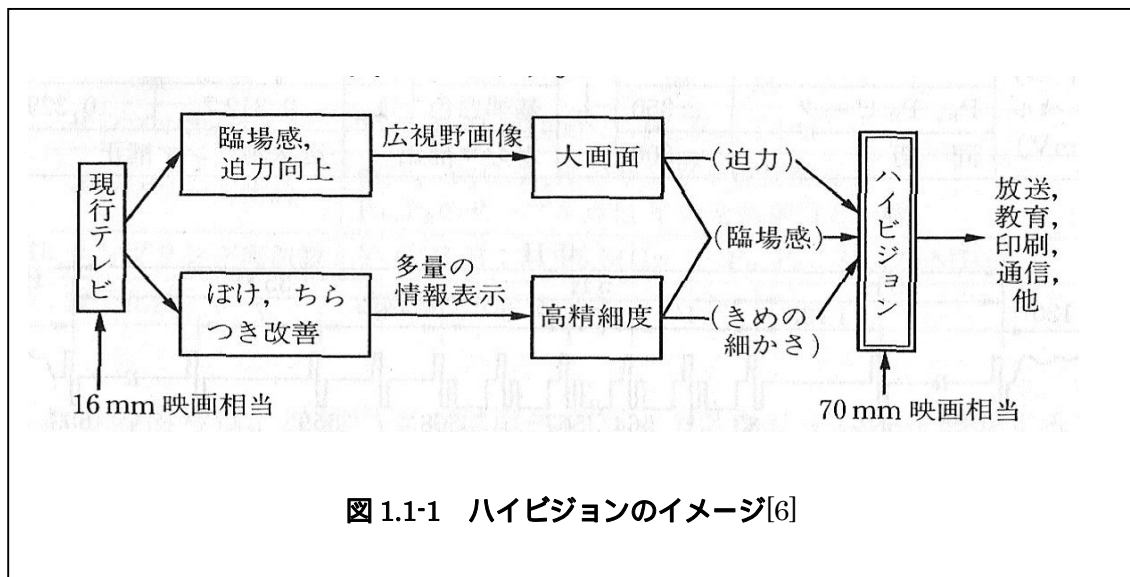 現行テレビ
16 mm 映画相当
臨場感,
迫力向上
広視野画像
大画面
ぼけ, ちら
つき改善
多量の
情報表示
高精細度
(迫力)
(臨場感)
(きめの
細かさ)
ハイビジョン
70 mm 映画相当
放送,
教育,
印刷,
通信,
他
図 1.1-1 ハイビジョンのイメージ[6]